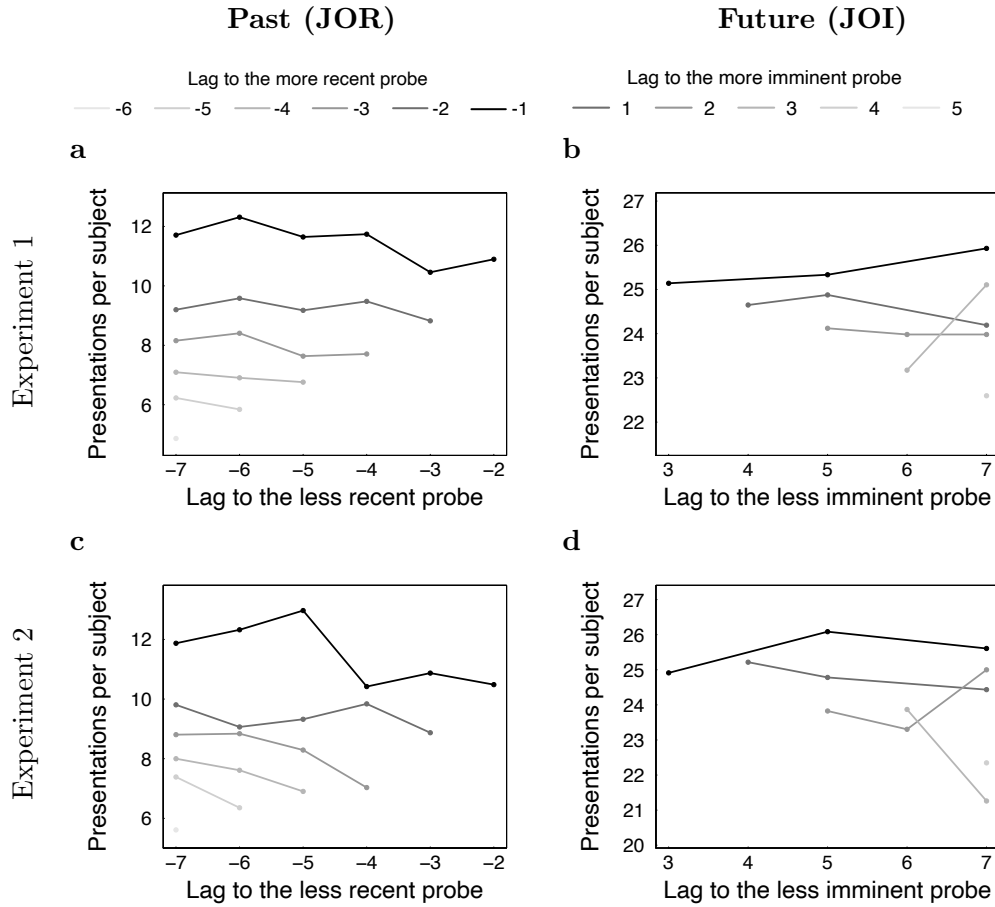 Past (JOR)
Future (JOI)
Lag to the more recent probe
-6 -5 -4 -3 -2 -1
Lag to the more imminent probe
1 2 3 4 5
a
b
Experiment 1
Presentations per subject
12
10
8
6
−7 −6 −5 −4 −3 −2
Lag to the less recent probe
Presentations per subject
27
26
25
24
23
22
3 4 5 6 7
Lag to the less imminent probe
c
d
Experiment 2
Presentations per subject
12
10
8
6
−7 −6 −5 −4 −3 −2
Lag to the less recent probe
Presentations per subject
27
26
25
24
23
22
21
20
3 4 5 6 7
Lag to the less imminent probe